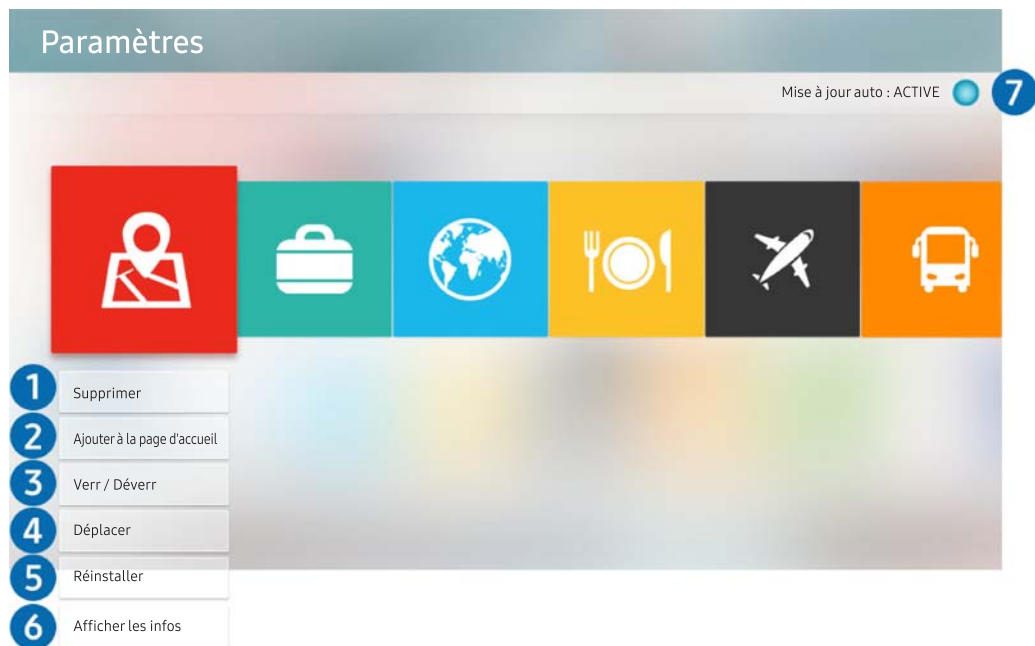 Paramètres
Mise à jour auto : ACTIVE 7
1 Supprimer
2 Ajouter à la page d'accueil
3 Verr / Déverr
4 Déplacer
5 Réinstaller
6 Afficher les infos